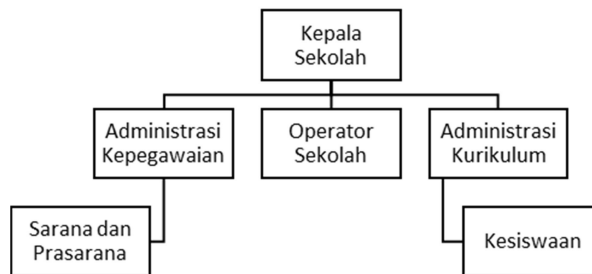 Kepala
Sekolah
Administrasi
Kepegawaian
Operator
Sekolah
Administrasi
Kurikulum
Sarana dan
Prasarana
Kesiswaan